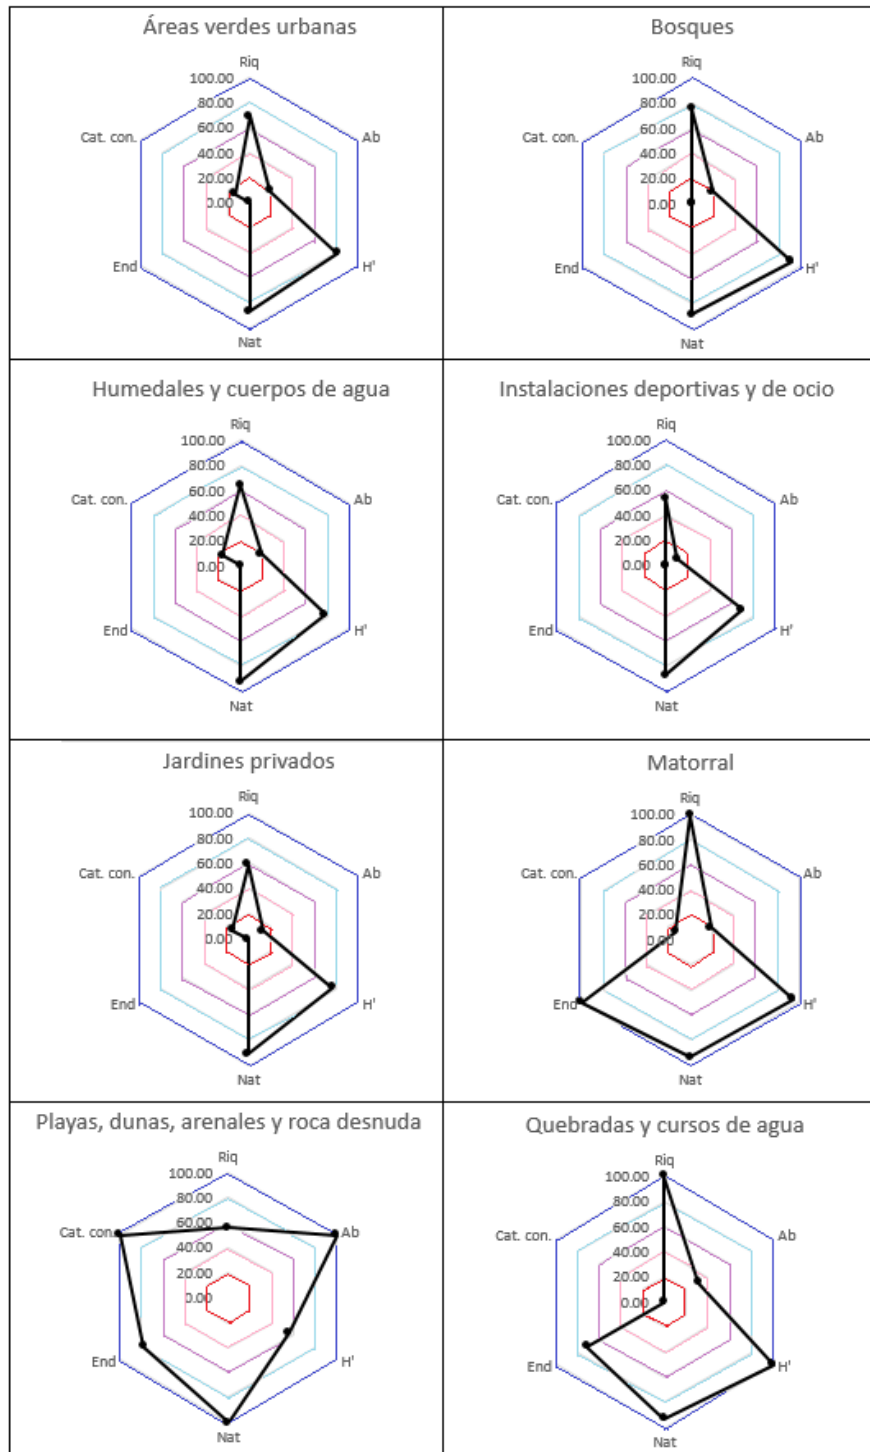 Áreas verdes urbanas
Riq
100.00
80.00
60.00
40.00
20.00
0.00
Cat. con.
Ab
End
H'
Nat
Bosques
Riq
100.00
80.00
60.00
40.00
20.00
0.00
Cat. con.
Ab
End
H'
Nat
Humedales y cuerpos de agua
Riq
100.00
80.00
60.00
40.00
20.00
0.00
Cat. con.
Ab
End
H'
Nat
Instalaciones deportivas y de ocio
Riq
100.00
80.00
60.00
40.00
20.00
0.00
Cat. con.
Ab
End
H'
Nat
Jardines privados
Riq
100.00
80.00
60.00
40.00
20.00
0.00
Cat. con.
Ab
End
H'
Nat
Matorral
Riq
100.00
80.00
60.00
40.00
20.00
0.00
Cat. con.
Ab
End
H'
Nat
Playas, dunas, arenales y roca desnuda
Riq
100.00
80.00
60.00
40.00
20.00
0.00
Cat. con.
Ab
End
H'
Nat
Quebradas y cursos de agua
Riq
100.00
80.00
60.00
40.00
20.00
0.00
Cat. con.
Ab
End
H'
Nat